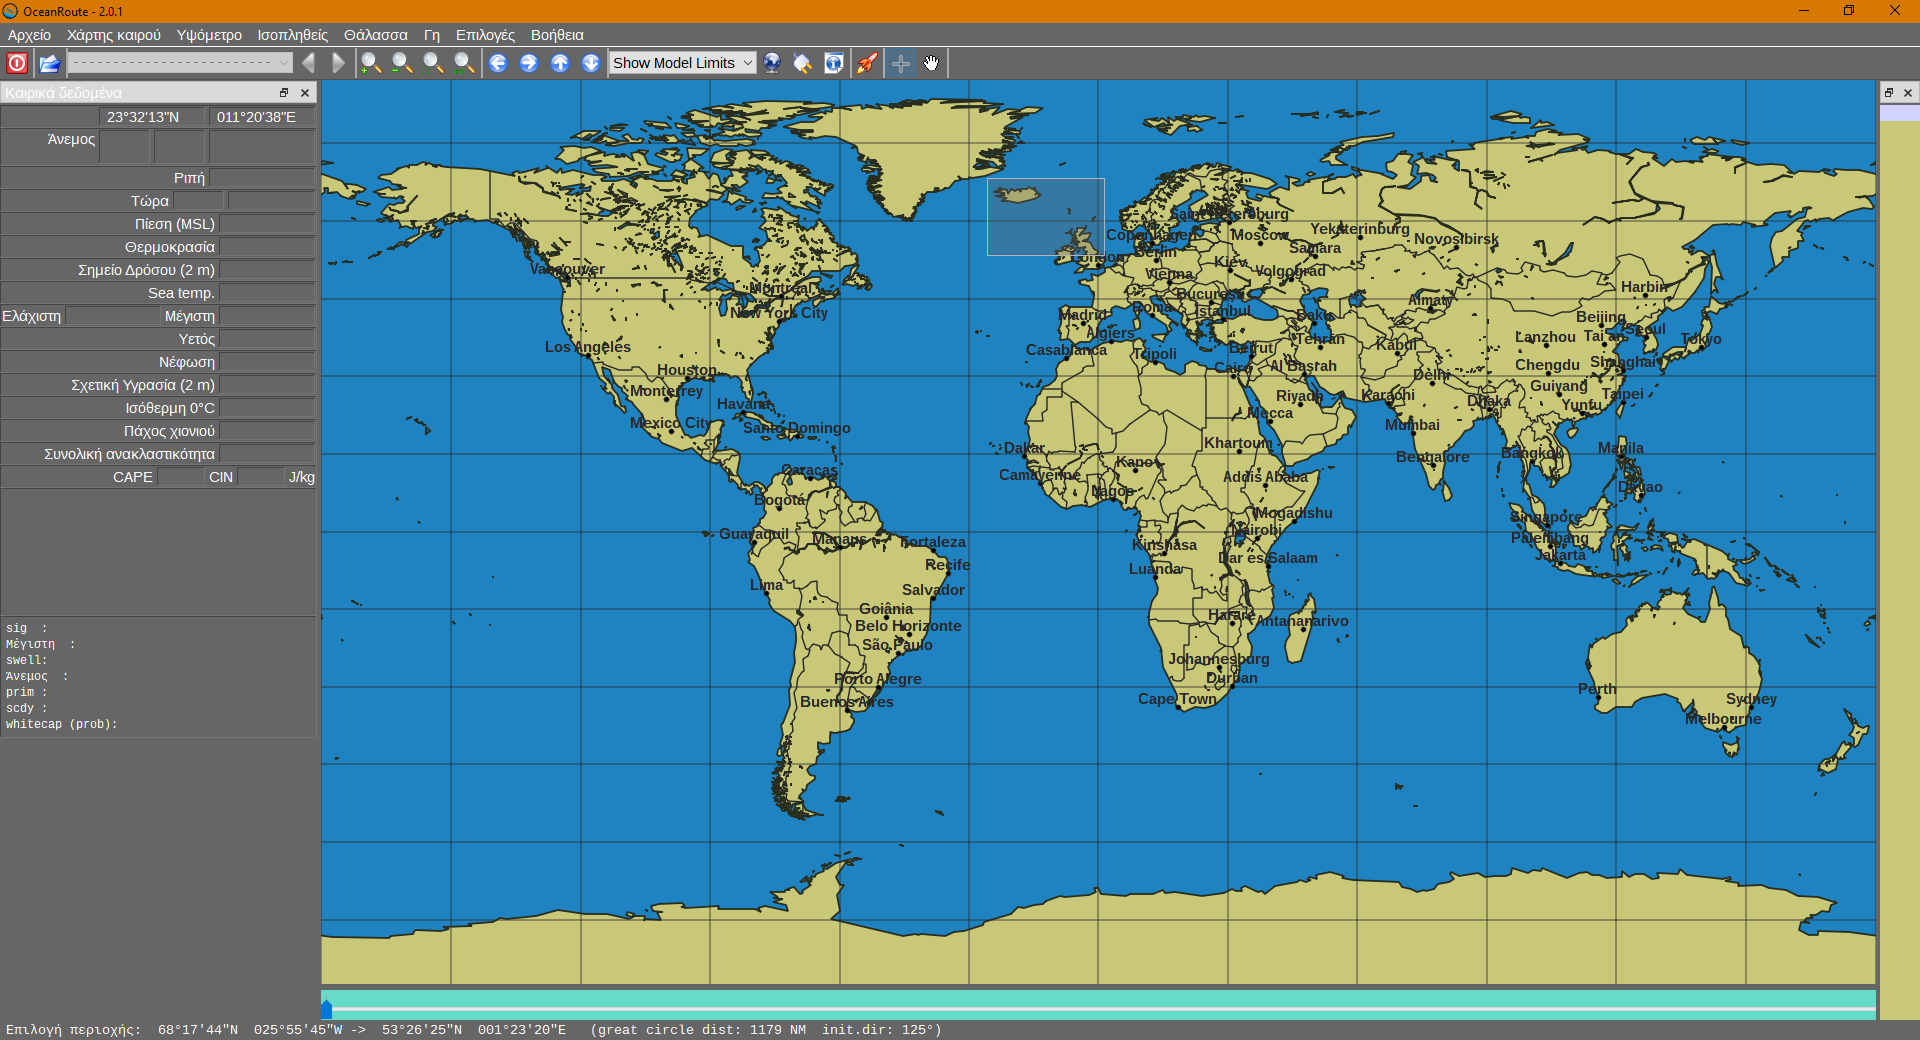 OceanRoute - 2.0.1
Αρχείο Χάρτης καιρού Υψόμετρο Ισοπληθείς Θάλασσα Γη Επιλογές Βοήθεια
Show Model Limits
Καιρικά δεδομένα
23°32'13"N 011°20'38"E
Άνεμος
Ριπή
Τώρα
Πίεση (MSL)
Θερμοκρασία
Σημείο Δρόσου (2 m)
Sea temp.
Ελάχιστη Μέγιστη
Υετός
Νέφωση
Σχετική Υγρασία (2 m)
Ισόθερμη 0°C
Πάχος χιονιού
Συνολική ανακλαστικότητα
CAPE CIN J/kg
sig :
Μέγιστη :
swell:
Άνεμος :
prim :
scdy :
whitecap (prob):
Saint Petersburg
Yekaterinburg
Copenhagen Moscow Novosibirsk
Samara
London Berlin
Kiev
Vancouver Vienna Volgograd
Montreal Bucuresti Almaty Harbin
New York City Madrid Roma Istanbul Baku Beijing
Algiers Seoul
Los Angeles Casablanca Tripoli Beirut Tehran Kabul Lanzhou Tai'an Tokyo
Houston Cairo Al Basrah Delhi Chengdu Shanghai
Monterrey Riyadh Karachi Guiyang
Havana Mecca Dhaka Yunfu Taipei
Mexico City Santo Domingo Mumbai
Dakar Khartoum Bengalore Bangkok Manila
Caracas Camayenne Kano Addis Ababa
Bogota Lagos Davao
Mogadishu Singapore
Guayaquil Manaus Fortaleza Kinshasa Nairobi Palembang
Recife Luanda Dar es Salaam Jakarta
Lima Salvador
Goiânia Harare Antananarivo
Belo Horizonte
São Paulo Johannesburg
Porto Alegre Durban
Buenos Aires Cape Town Perth Sydney
Melbourne
Επιλογή περιοχής: 68°17'44"N 025°55'45"W -> 53°26'25"N 001°23'20"E (great circle dist: 1179 NM init.dir: 125°)